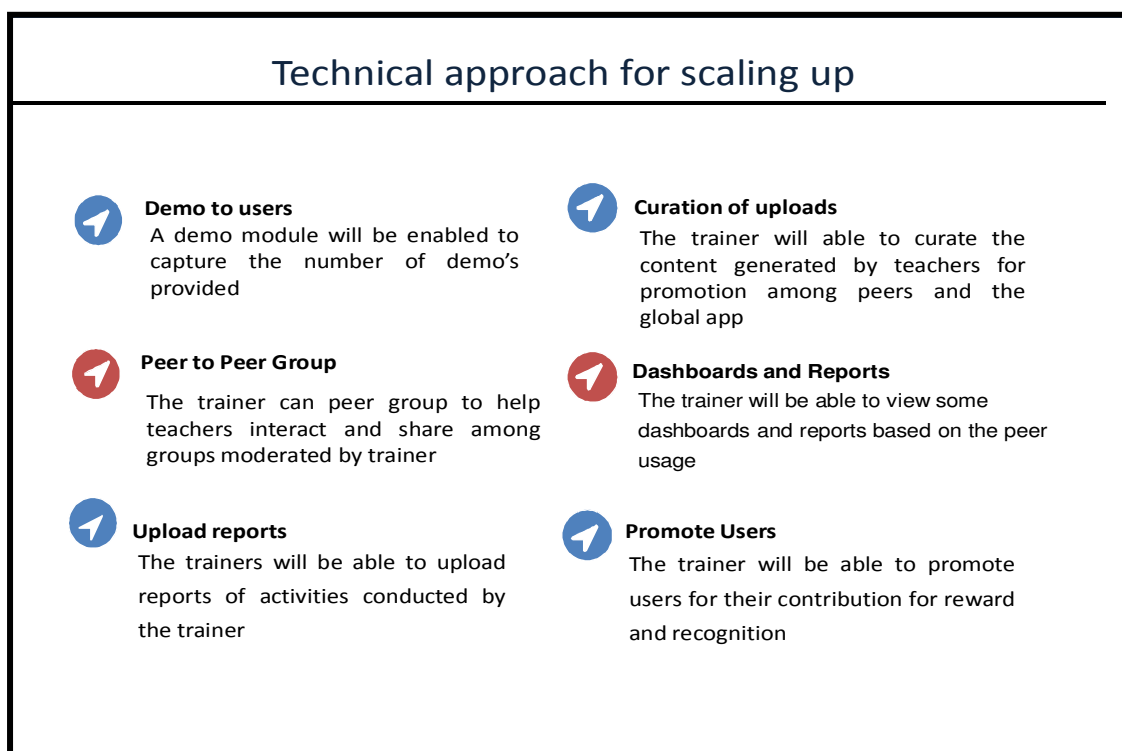 Technical approach for scaling up
Demo to users
A demo module will be enabled to
capture the number of demo’s
provided
Peer to Peer Group
The trainer can peer group to help
teachers interact and share among
groups moderated by trainer
Upload reports
The trainers will be able to upload
reports of activities conducted by
the trainer
Curation of uploads
The trainer will able to curate the
content generated by teachers for
promotion among peers and the
global app
Dashboards and Reports
The trainer will be able to view some
dashboards and reports based on the peer
usage
Promote Users
The trainer will be able to promote
users for their contribution for reward
and recognition